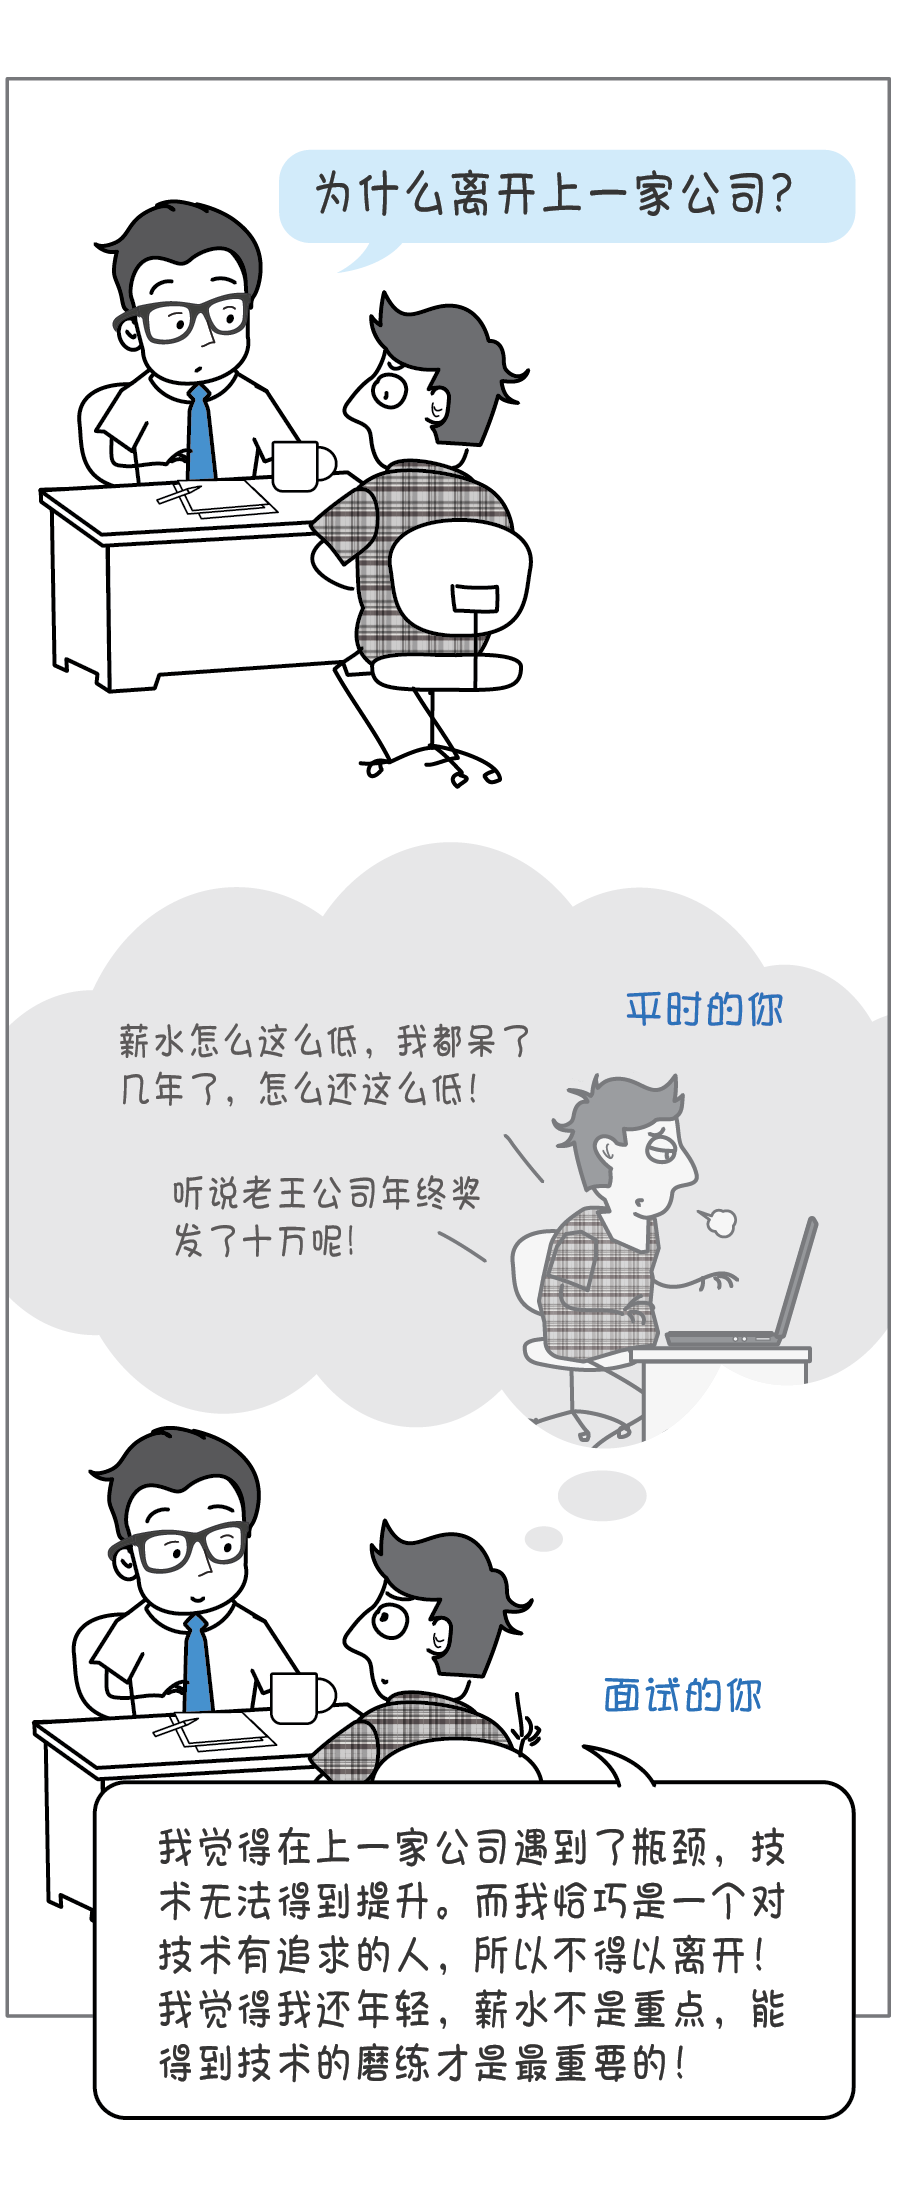 为什么离开上一家公司？
平时的你
薪水怎么这么低，我都呆了
几年了，怎么还这么低！
听说老王公司年终奖
发了十万呢！
面试的你
我觉得在上一家公司遇到了瓶颈，技
术无法得到提升。而我恰巧是一个对
技术有追求的人，所以不得以离开！
我觉得我还年轻，薪水不是重点，能
得到技术的磨练才是最重要的！